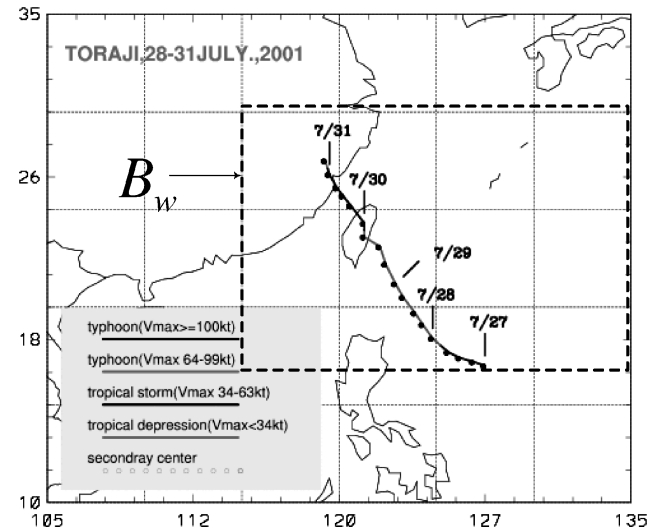 35
TORAJI,28-31JULY.,2001
7/31
26
B_w
7/30
7/29
7/28
typhoon(Vmax>=100kt)
7/27
18
typhoon(Vmax 64-99kt)
tropical storm(Vmax 34-63kt)
tropical depression(Vmax<34kt)
secondray center
10
105 112 120 127 135